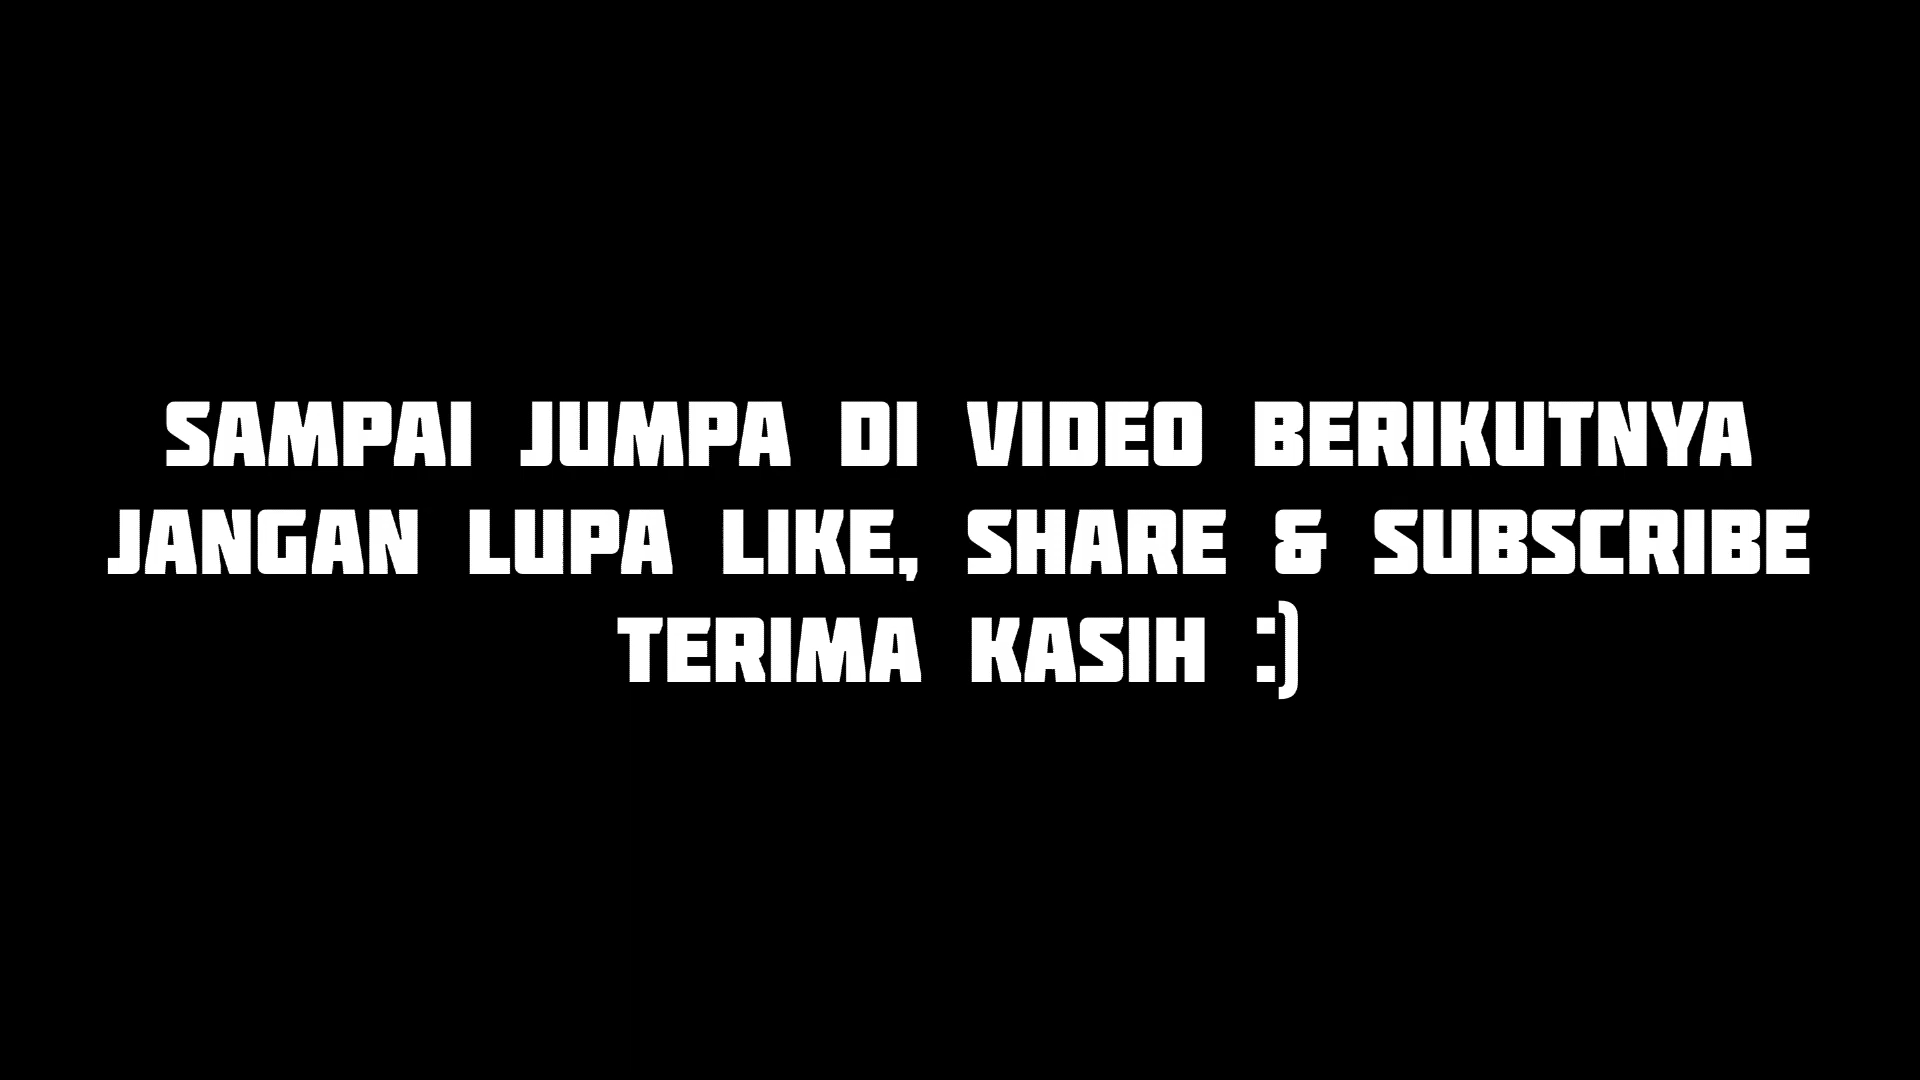 SAMPAI JUMPA DI VIDEO BERIKUTNYA
JANGAN LUPA LIKE, SHARE & SUBSCRIBE
TERIMA KASIH :)